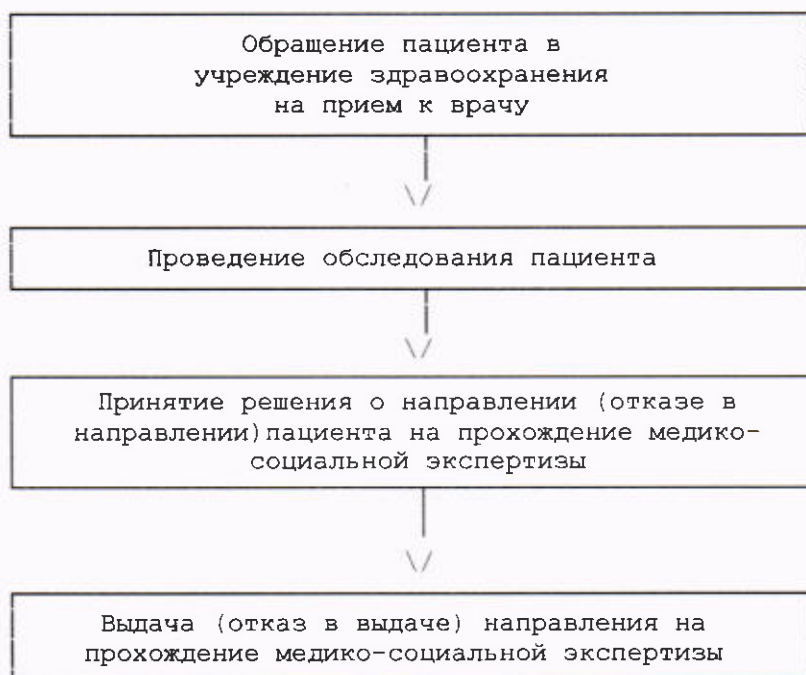 Обращение пациента в
учреждение здравоохранения
на прием к врачу
Проведение обследования пациента
Принятие решения о направлении (отказе в
направлении)пациента на прохождение медико-
социальной экспертизы
Выдача (отказ в выдаче) направления на
прохождение медико-социальной экспертизы